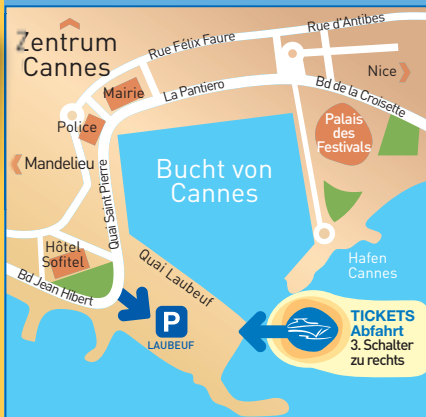 Zentrum
Cannes
Rue Félix Faure
Rue d'Antibes
Nice
Mairie
La Pantiero
Bd de la Croisette
Police
Palais
des
Festivals
Mandelieu
Quai Saint Pierre
Bucht von
Cannes
Hôtel
Sofitel
Quai Laubeuf
Hafen
Cannes
Bd Jean Hibert
P
LAUBEUF
TICKETS
Abfahrt
3. Schalter
zu rechts